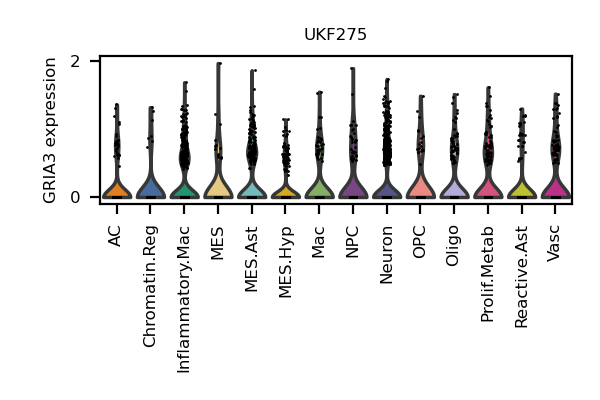 UKF275
GRIA3 expression
2
0
AC
Chromatin.Reg
Inflammatory.Mac
MES
MES.Ast
MES.Hyp
Mac
NPC
Neuron
OPC
Oligo
Prolif.Metab
Reactive.Ast
Vasc